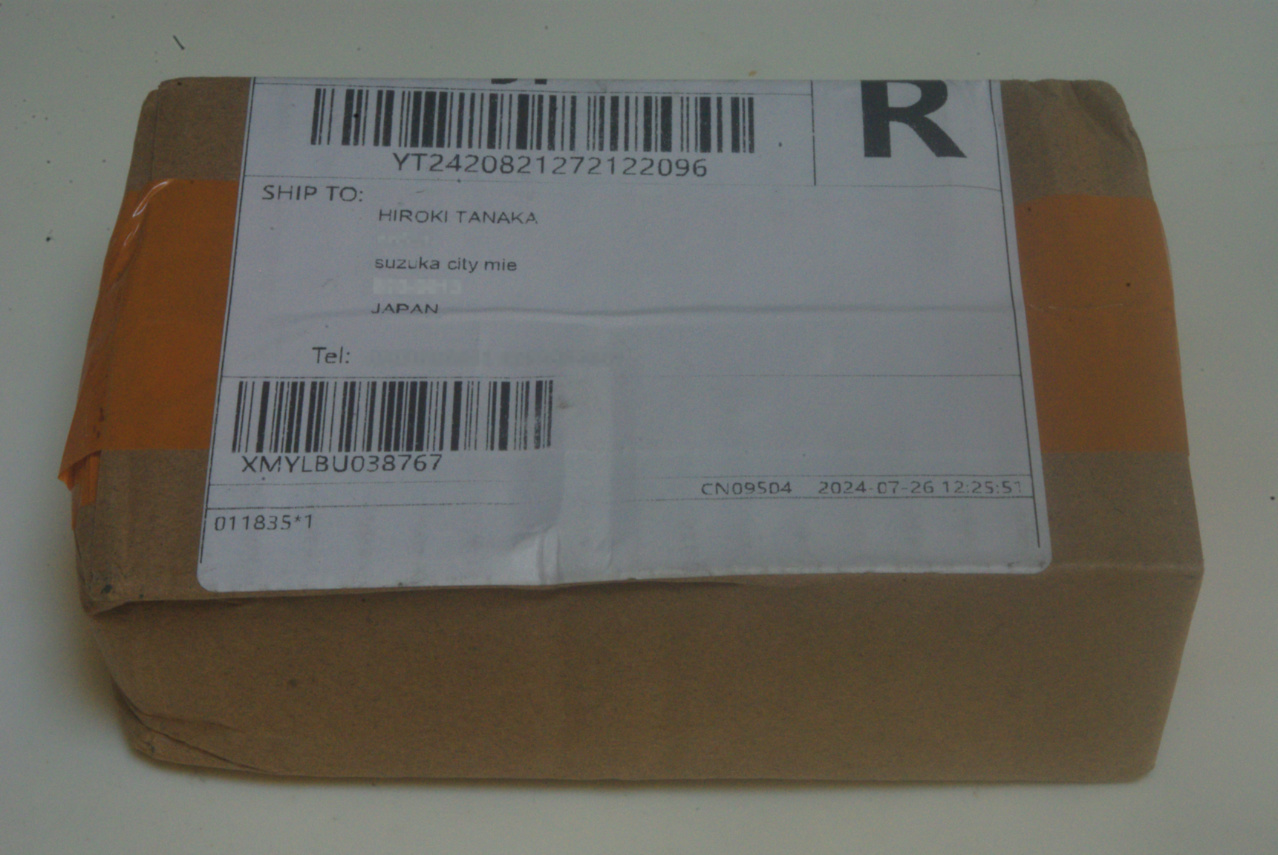 R
YT2420821272122096
SHIP TO:
HIROKI TANAKA
suzuka city mie
JAPAN
Tel:
XMYLBU038767
CN09504 2024-07-26 12:25:51
011835*1